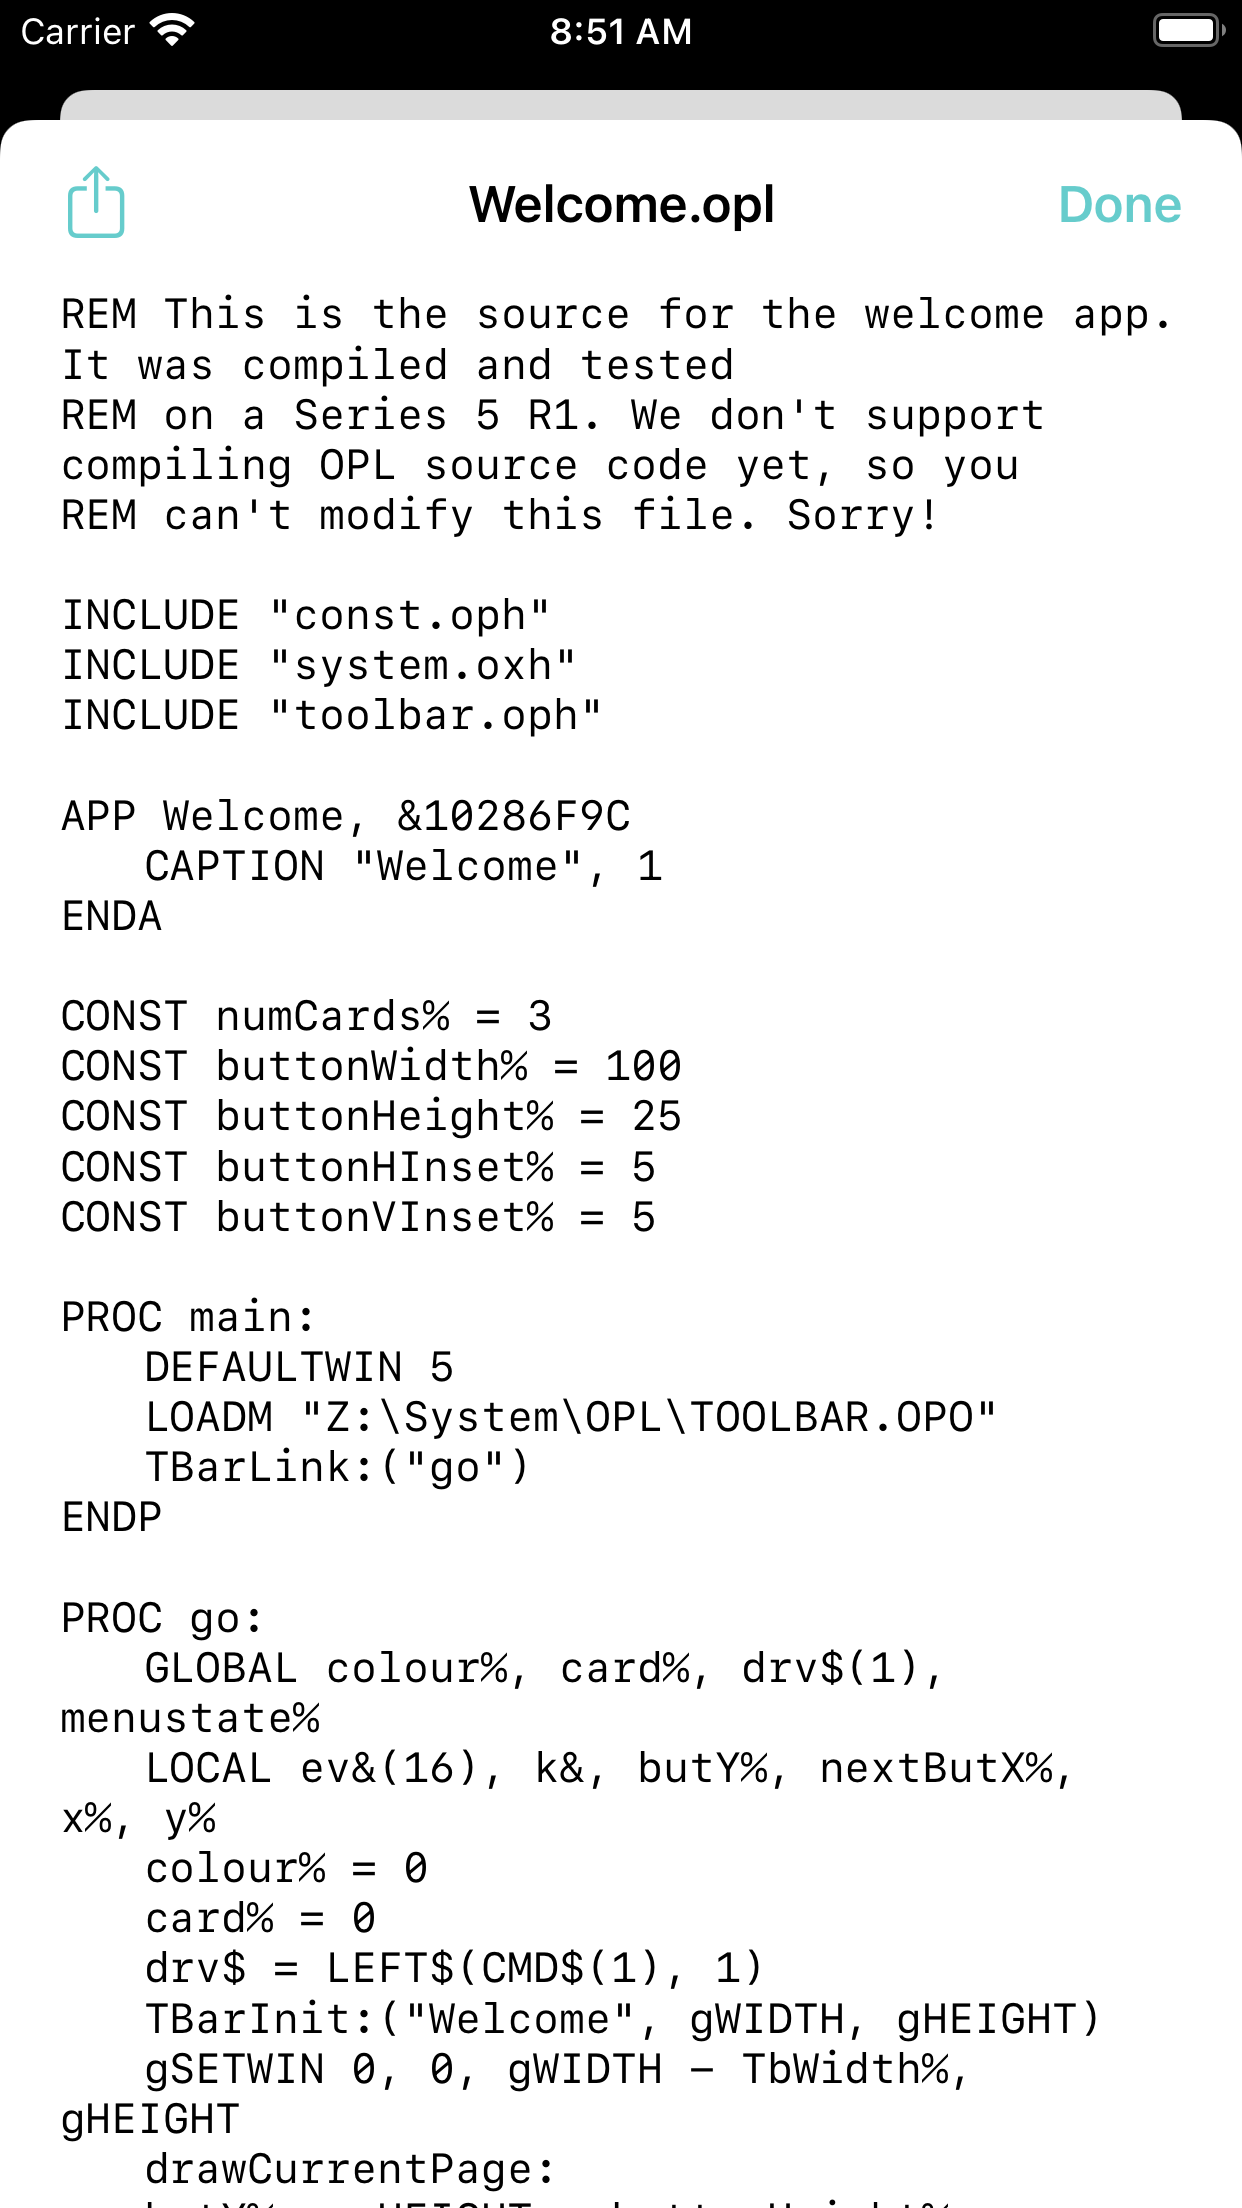 Carrier 8:51 AM
Welcome.opl Done
REM This is the source for the welcome app.
It was compiled and tested
REM on a Series 5 R1. We don't support
compiling OPL source code yet, so you
REM can't modify this file. Sorry!
INCLUDE "const.oph"
INCLUDE "system.oxh"
INCLUDE "toolbar.oph"
APP Welcome, &10286F9C
CAPTION "Welcome", 1
ENDA
CONST numCards% = 3
CONST buttonWidth% = 100
CONST buttonHeight% = 25
CONST buttonHInset% = 5
CONST buttonVInset% = 5
PROC main:
DEFAULTWIN 5
LOADM "Z:\System\OPL\TOOLBAR.OPO"
TBarLink:("go")
ENDP
PROC go:
GLOBAL colour%, card%, drv$(1),
menustate%
LOCAL ev&(16), k&, butY%, nextButX%,
x%, y%
colour% = 0
card% = 0
drv$ = LEFT$(CMD$(1), 1)
TBarInit:("Welcome", gWIDTH, gHEIGHT)
gSETWIN 0, 0, gWIDTH - TbWidth%,
gHEIGHT
drawCurrentPage: